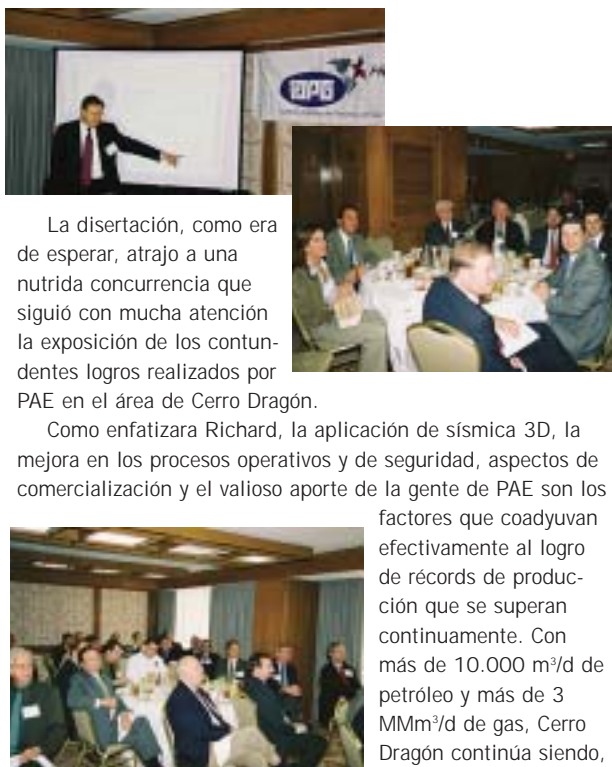 IAPG
La disertación, como era
de esperar, atrajo a una
nutrida concurrencia que
siguió con mucha atención
la exposición de los contun-
dentes logros realizados por
PAE en el área de Cerro Dragón.
Como enfatizara Richard, la aplicación de sísmica 3D, la
mejora en los procesos operativos y de seguridad, aspectos de
comercialización y el valioso aporte de la gente de PAE son los
factores que coadyuvan
efectivamente al logro
de récords de produc-
ción que se superan
continuamente. Con
más de 10.000 m³/d de
petróleo y más de 3
MMm³/d de gas, Cerro
Dragón continúa siendo,